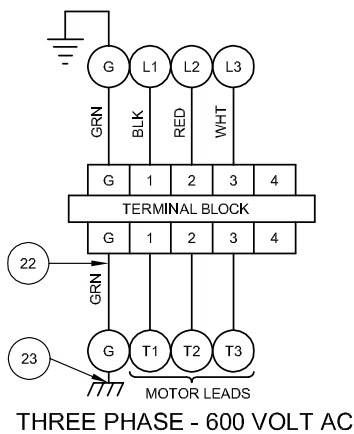 G L1 L2 L3
GRN BLK RED WHT
G 1 2 3 4
TERMINAL BLOCK
G 1 2 3 4
22
GRN
23
G T1 T2 T3
MOTOR LEADS
THREE PHASE - 600 VOLT AC